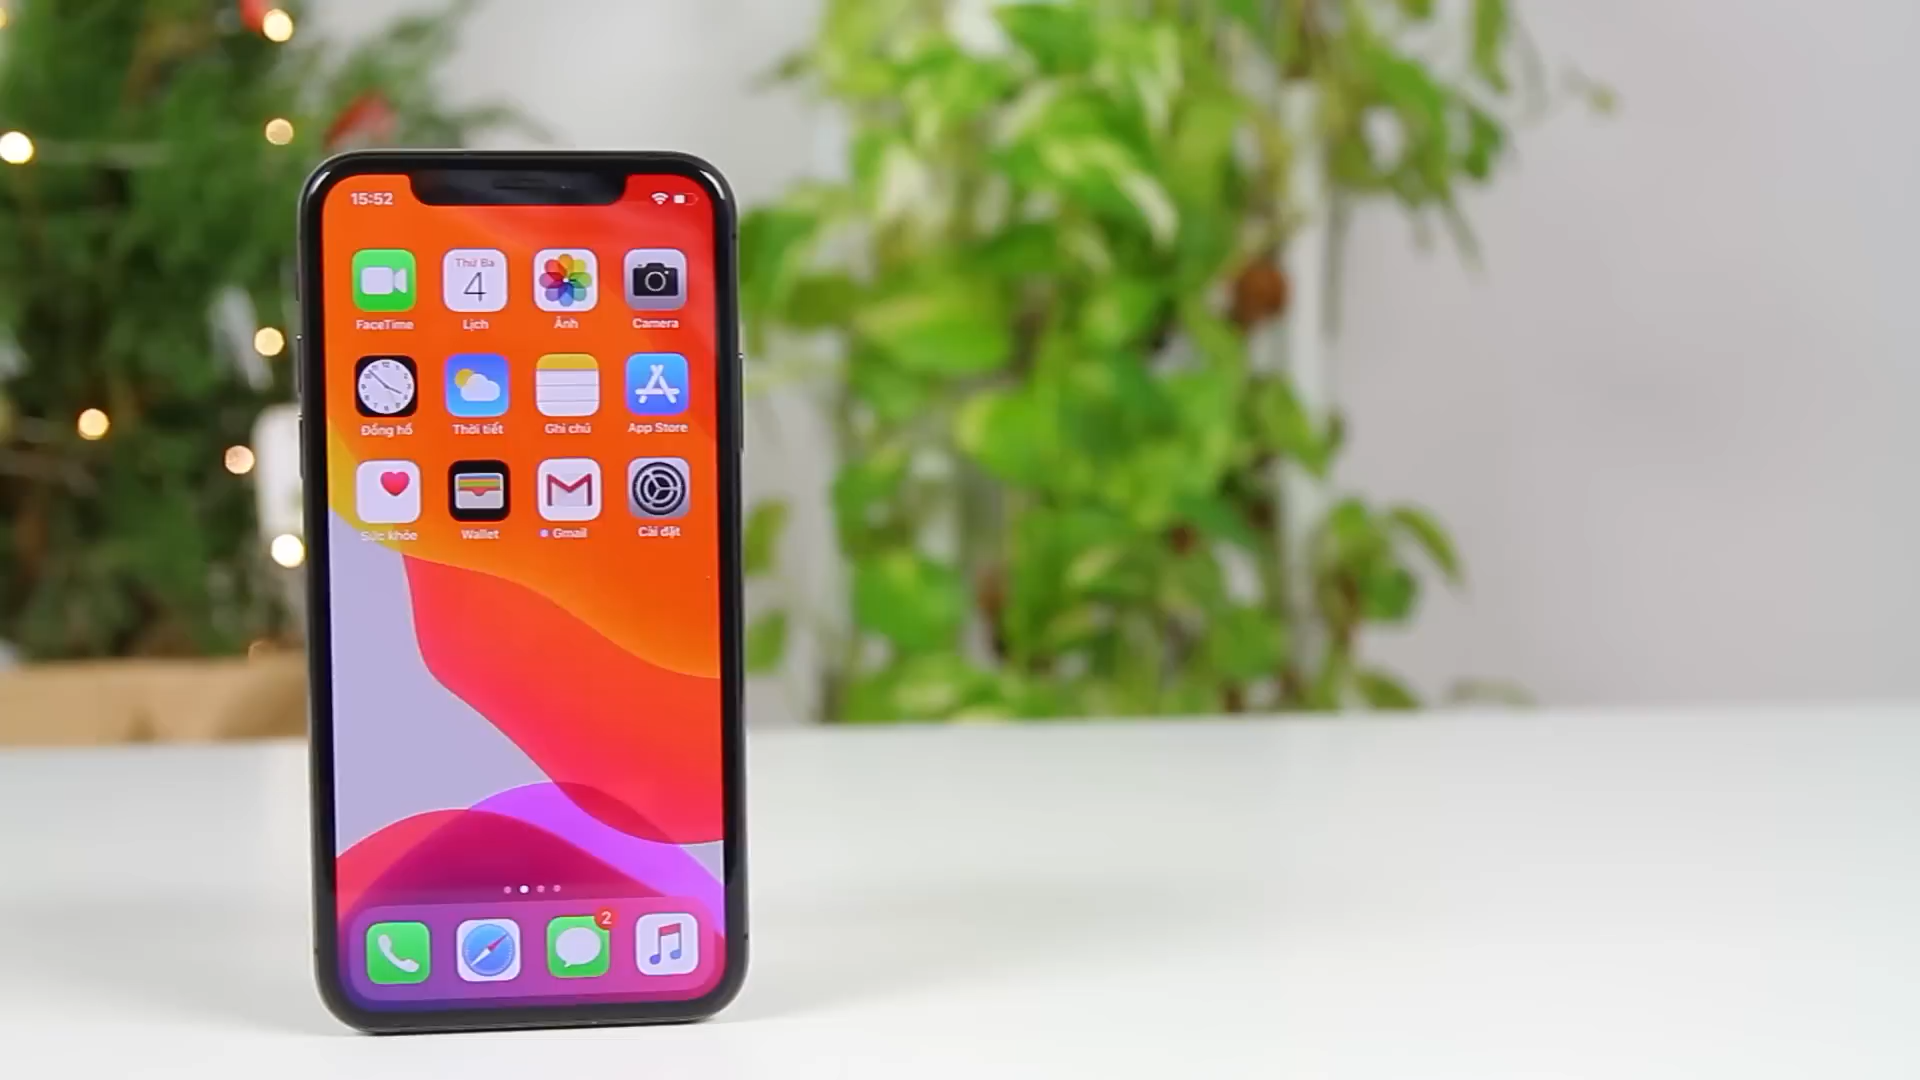 15:52
Thứ Ba
4
FaceTime
Lịch
Ảnh
Camera
Đồng hồ
Thời tiết
Ghi chú
App Store
Sức khỏe
Wallet
Gmail
Cài đặt
2